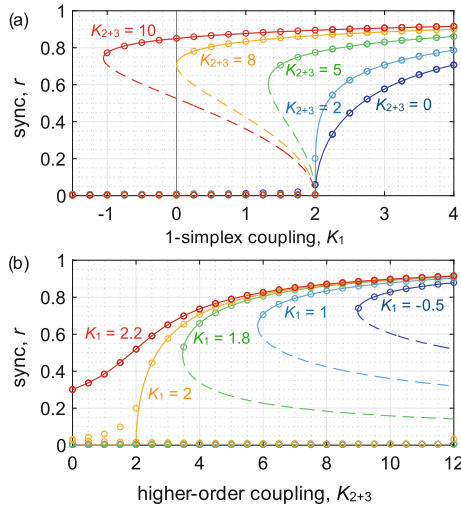 (a)
1
0.8
0.6
0.4
0.2
0
sync, r
K2+3 = 10
K2+3 = 8
K2+3 = 5
K2+3 = 2
K2+3 = 0
-1 0 1 2 3 4
1-simplex coupling, K1
(b)
1
0.8
0.6
0.4
0.2
0
sync, r
K1 = 2.2
K1 = 2
K1 = 1.8
K1 = 1
K1 = -0.5
0 2 4 6 8 10 12
higher-order coupling, K2+3